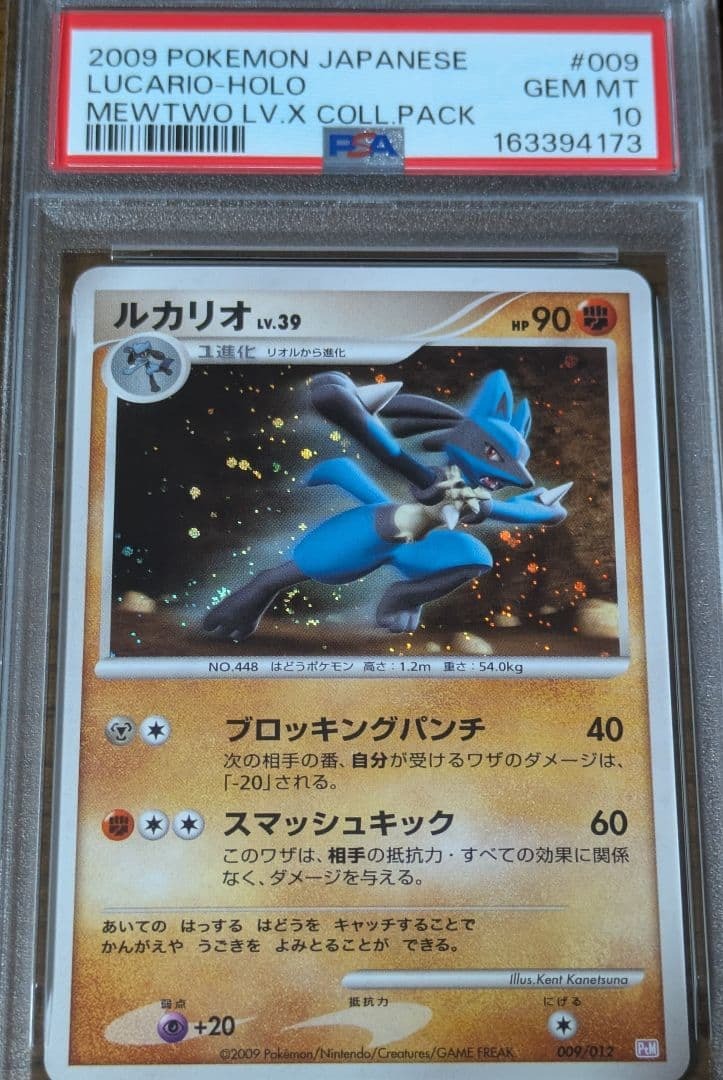 2009 POKEMON JAPANESE #009
LUCARIO-HOLO GEM MT
MEWTWO LV.X COLL.PACK 10
PSA 163394173
ルカリオ LV.39 HP 90
1進化 リオルから進化
NO.448 はどうポケモン 高さ:1.2m 重さ:54.0kg
ブロッキングパンチ 40
次の相手の番、自分が受けるワザのダメージは、
「-20」される。
スマッシュキック 60
このワザは、相手の抵抗力・すべての効果に関係
なく、ダメージを与える。
あいての はっする はどうを キャッチすることで
かんがえや うごきを よみとることが できる。
Illus.Kent Kanetsuna
弱点 抵抗力 にげる
+20
©2009 Pokémon/Nintendo/Creatures/GAME FREAK 009/012 PtM